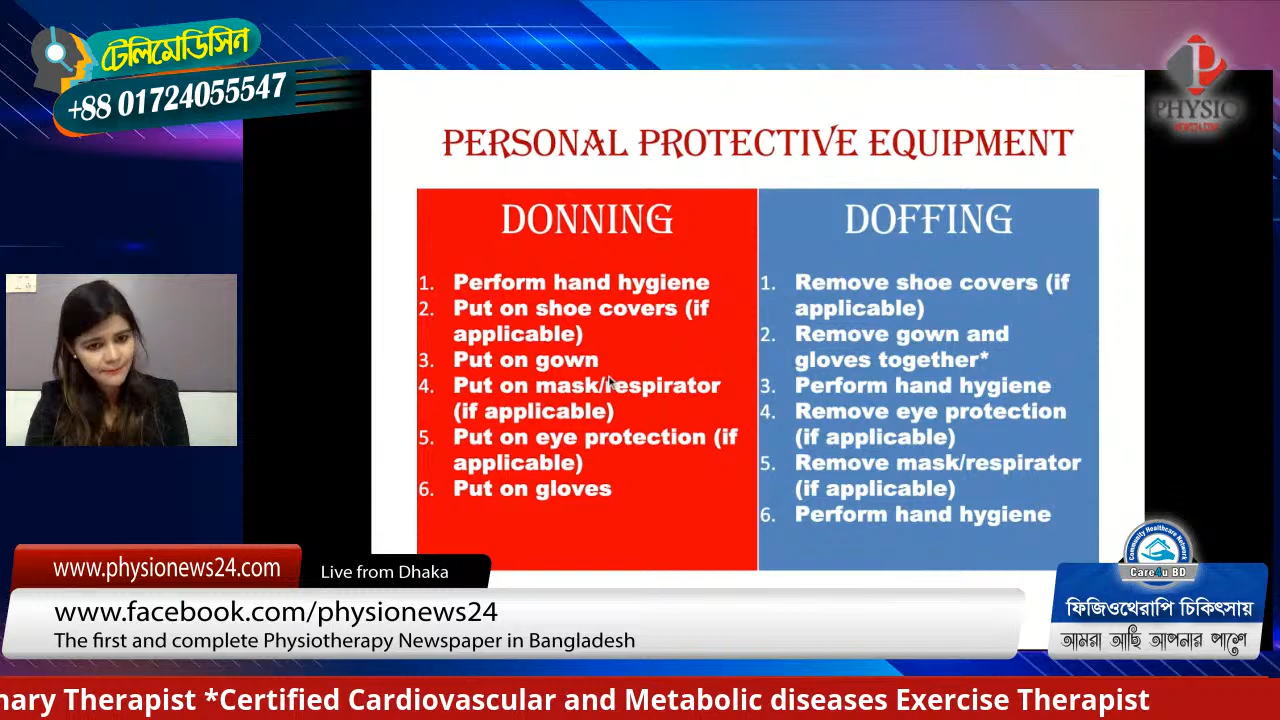 টেলিমেডিসিন
+88 01724055547
PHYSIO
PERSONAL PROTECTIVE EQUIPMENT
DONNING
1. Perform hand hygiene
2. Put on shoe covers (if
applicable)
3. Put on gown
4. Put on mask/respirator
(if applicable)
5. Put on eye protection (if
applicable)
6. Put on gloves
DOFFING
1. Remove shoe covers (if
applicable)
2. Remove gown and
gloves together*
3. Perform hand hygiene
4. Remove eye protection
(if applicable)
5. Remove mask/respirator
(if applicable)
6. Perform hand hygiene
www.physionews24.com
Live from Dhaka
www.facebook.com/physionews24
The first and complete Physiotherapy Newspaper in Bangladesh
Community Healthcare Network
Care4u BD
ফিজিওথেরাপি চিকিৎসায়
আমরা আছি আপনার পাশে
Therapist *Certified Cardiovascular and Metabolic diseases Exercise Therapist